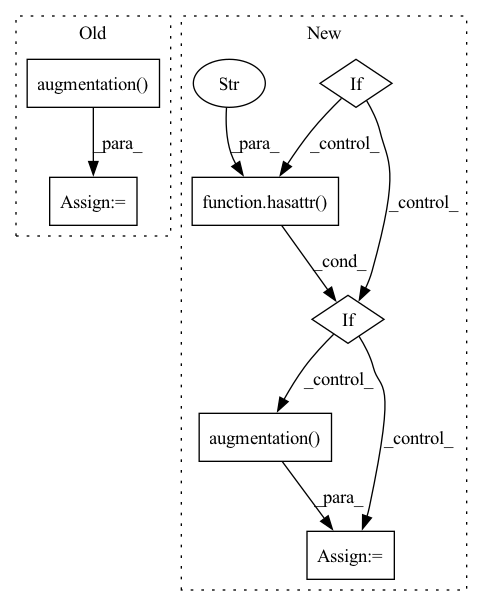 Old
New
augmentation()
Str
If
_para_
_para_
_control_
Assign:=
function.hasattr()
_control_
_cond_
If
_control_
augmentation()
_control_
_para_
Assign:=